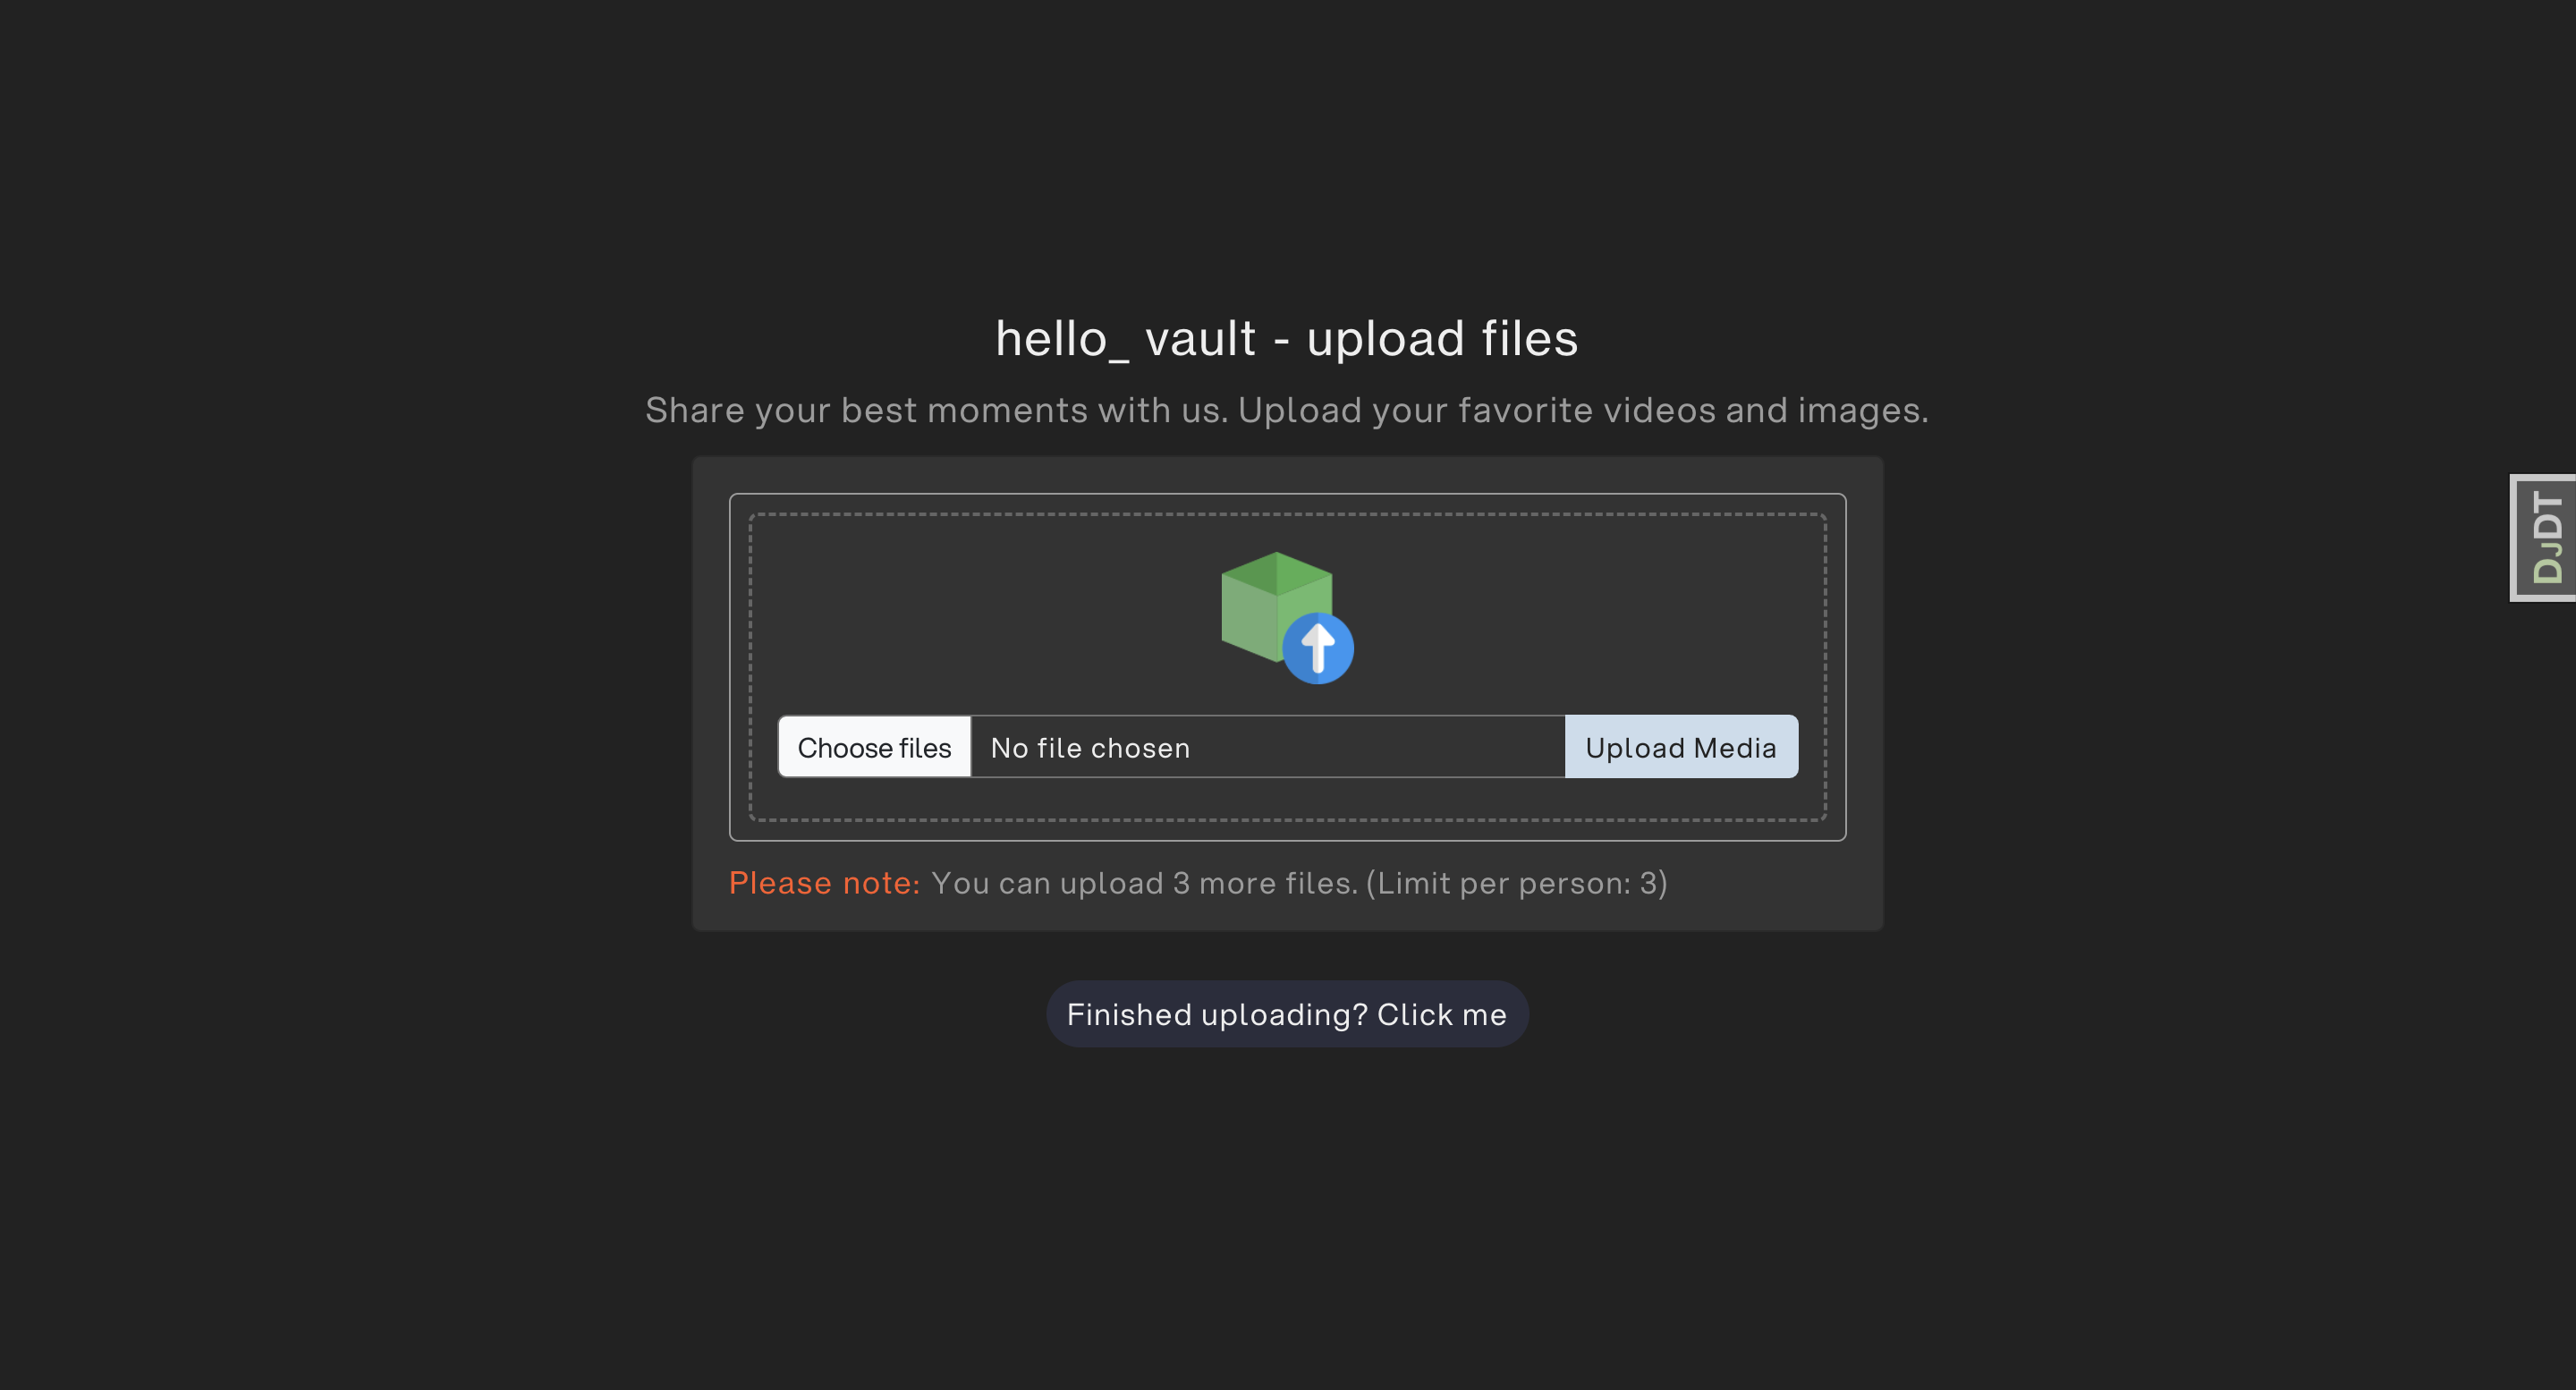 hello_ vault - upload files
Share your best moments with us. Upload your favorite videos and images.
DJDT
Choose files No file chosen Upload Media
Please note: You can upload 3 more files. (Limit per person: 3)
Finished uploading? Click me